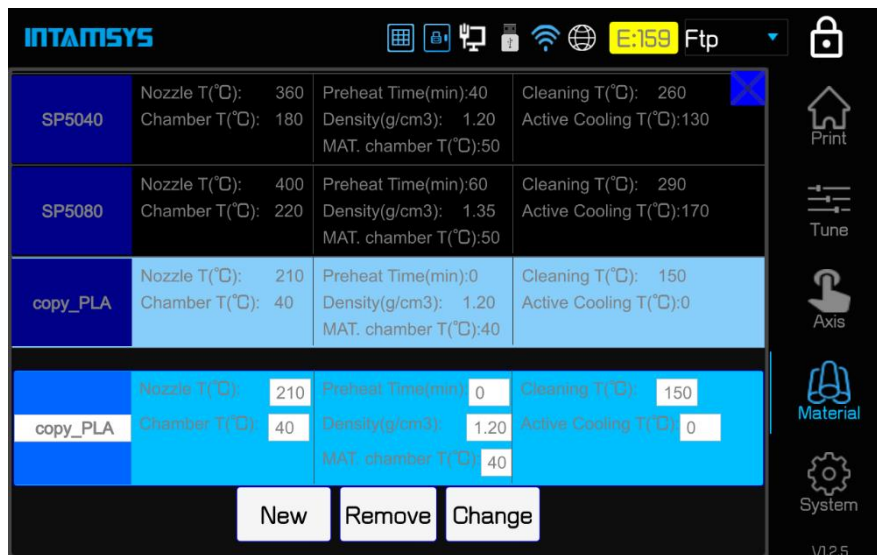 INTAMSYS E:159 Ftp
SP5040 Nozzle T(℃): 360 Preheat Time(min):40 Cleaning T(℃): 260
Chamber T(℃): 180 Density(g/cm3): 1.20 Active Cooling T(℃):130
MAT. chamber T(℃):50
SP5080 Nozzle T(℃): 400 Preheat Time(min):60 Cleaning T(℃): 290
Chamber T(℃): 220 Density(g/cm3): 1.35 Active Cooling T(℃):170
MAT. chamber T(℃):50
copy_PLA Nozzle T(℃): 210 Preheat Time(min):0 Cleaning T(℃): 150
Chamber T(℃): 40 Density(g/cm3): 1.20 Active Cooling T(℃):0
MAT. chamber T(℃):40
copy_PLA Nozzle T(℃): 210 Preheat Time(min): 0 Cleaning T(℃): 150
Chamber T(℃): 40 Density(g/cm3): 1.20 Active Cooling T(℃): 0
MAT. chamber T(℃): 40
New Remove Change
Print
Tune
Axis
Material
System
V1.2.5